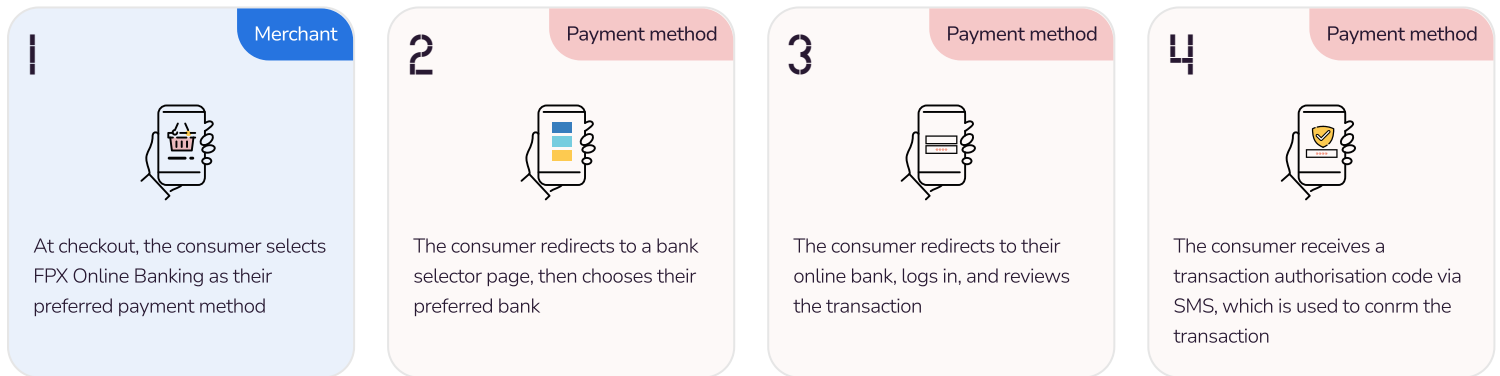 Merchant
1
At checkout, the consumer selects
FPX Online Banking as their
preferred payment method
Payment method
2
The consumer redirects to a bank
selector page, then chooses their
preferred bank
Payment method
3
The consumer redirects to their
online bank, logs in, and reviews
the transaction
Payment method
4
The consumer receives a
transaction authorisation code via
SMS, which is used to conrm the
transaction